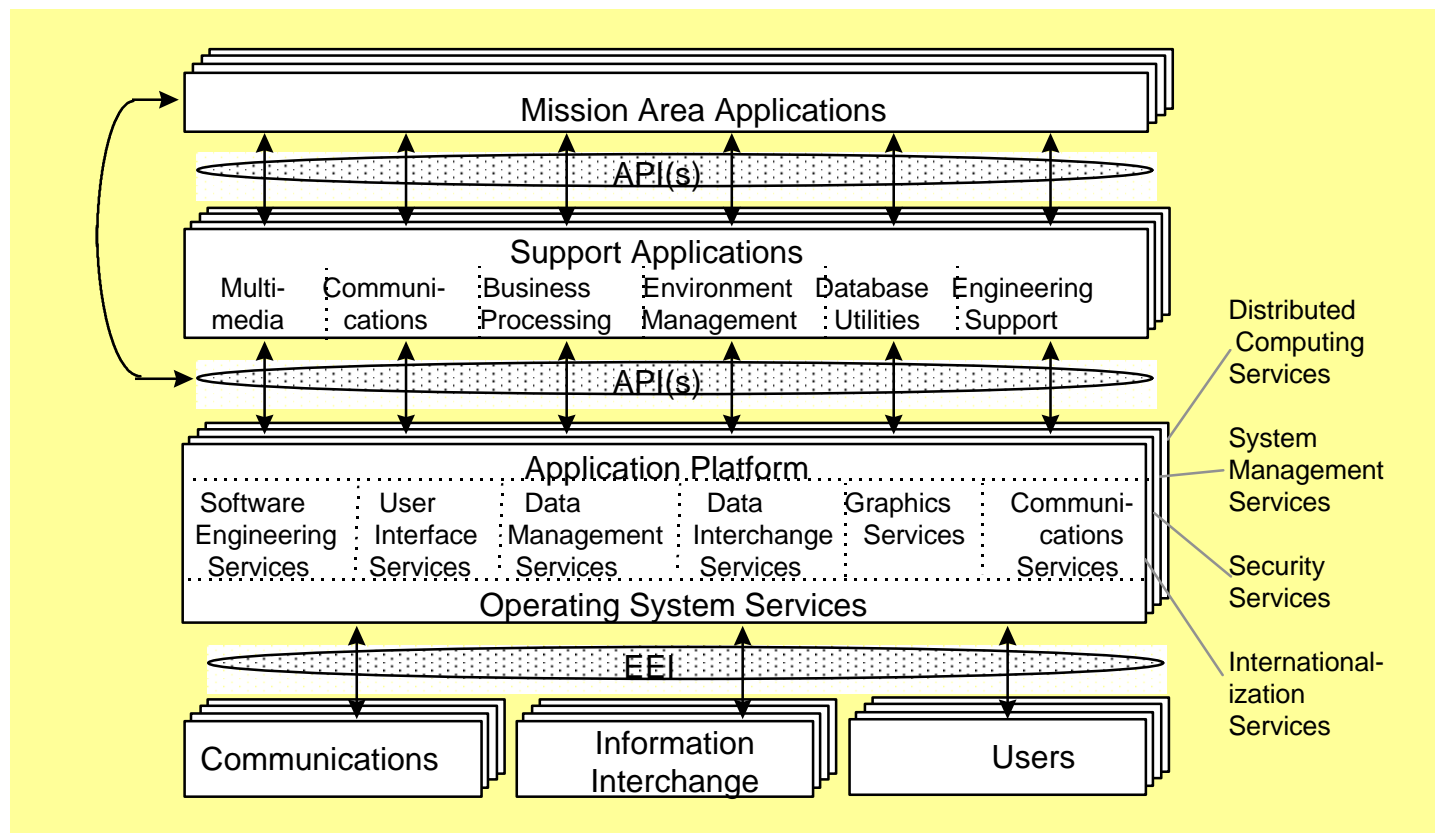 Mission Area Applications
API(s)
Support Applications
Multi-
media
Communi-
cations
Business
Processing
Environment
Management
Database
Utilities
Engineering
Support
API(s)
Application Platform
Software
Engineering
Services
User
Interface
Services
Data
Management
Services
Data
Interchange
Services
Graphics
Services
Communi-
cations
Services
Operating System Services
Distributed
Computing
Services
System
Management
Services
Security
Services
International-
ization
Services
EEI
Communications
Information
Interchange
Users